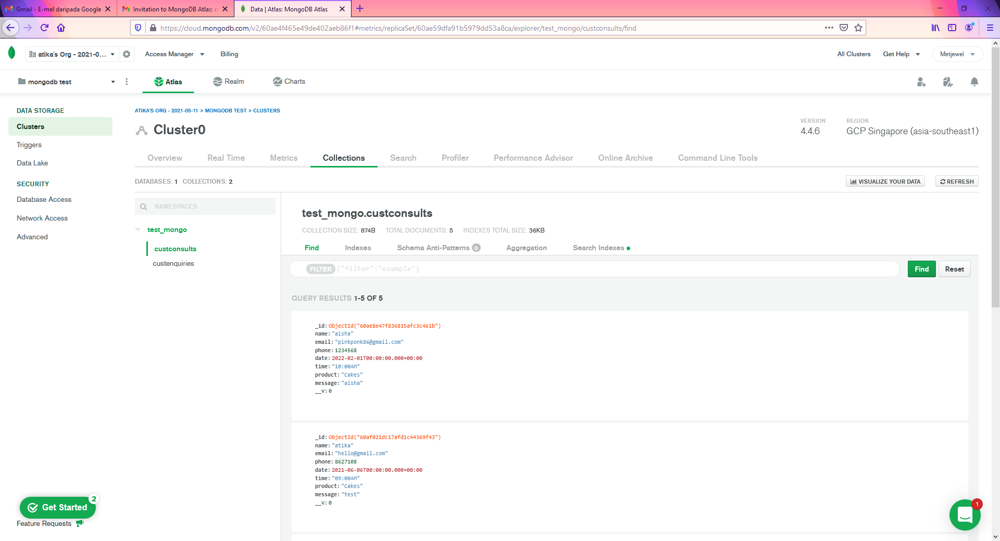 Gmail - E-mel daripada Google
Invitation to MongoDB Atlas: m
Data | Atlas: MongoDB Atlas
https://cloud.mongodb.com/v2/60ae4f465e49de402aeb86f1#metrics/replicaSet/60ae59dfa91b5979dd53a8ca/explorer/test_mongo/custconsults/find
atika's Org - 2021-0...
Access Manager
Billing
All Clusters
Get Help
Metjewel
mongodb test
Atlas
Realm
Charts
DATA STORAGE
Clusters
Triggers
Data Lake
SECURITY
Database Access
Network Access
Advanced
ATIKA'S ORG - 2021-05-11 > MONGODB TEST > CLUSTERS
Cluster0
VERSION
4.4.6
REGION
GCP Singapore (asia-southeast1)
Overview
Real Time
Metrics
Collections
Search
Profiler
Performance Advisor
Online Archive
Command Line Tools
DATABASES: 1 COLLECTIONS: 2
VISUALIZE YOUR DATA
REFRESH
NAMESPACES
test_mongo
custconsults
custenquiries
test_mongo.custconsults
COLLECTION SIZE: 874B TOTAL DOCUMENTS: 5 INDEXES TOTAL SIZE: 36KB
Find
Indexes
Schema Anti-Patterns 0
Aggregation
Search Indexes
FILTER {"filter":"example"}
Find
Reset
QUERY RESULTS 1-5 OF 5
_id: ObjectId("60ae8e47f836815afc3c461b")
name: "aisha"
email: "pinkponk86@gmail.com"
phone: 1234568
date: 2022-02-01T00:00:00.000+00:00
time: "10:00AM"
product: "Cakes"
message: "aisha"
__v: 0
_id: ObjectId("60af021dc17afd1c44369f43")
name: "atika"
email: "hello@gmail.com"
phone: 8627108
date: 2021-06-06T00:00:00.000+00:00
time: "09:00AM"
product: "Cakes"
message: "test"
__v: 0
Get Started
2
Feature Requests
1